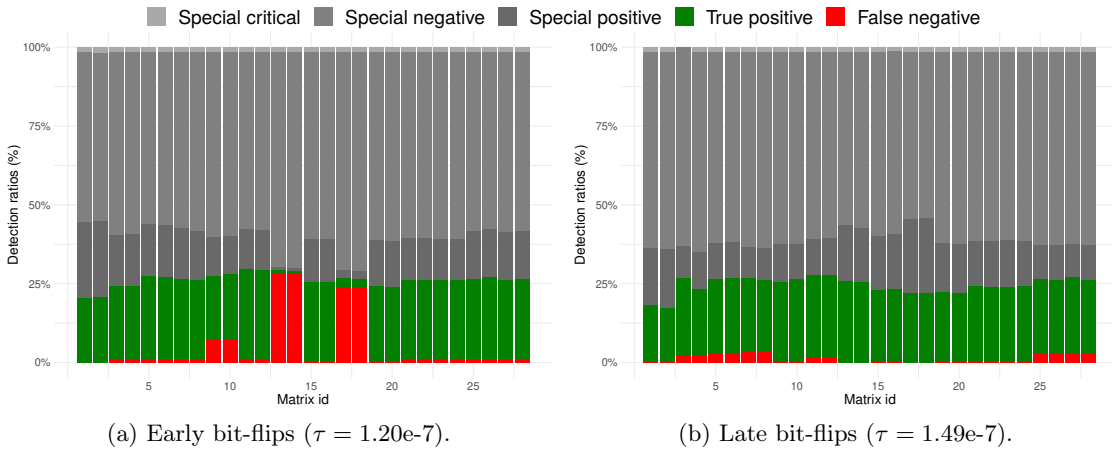 Special critical Special negative Special positive True positive False negative
100%
75%
50%
25%
0%
Detection ratios (%)
5 10 15 20 25
Matrix id
(a) Early bit-flips (τ = 1.20e-7).
100%
75%
50%
25%
0%
Detection ratios (%)
5 10 15 20 25
Matrix id
(b) Late bit-flips (τ = 1.49e-7).